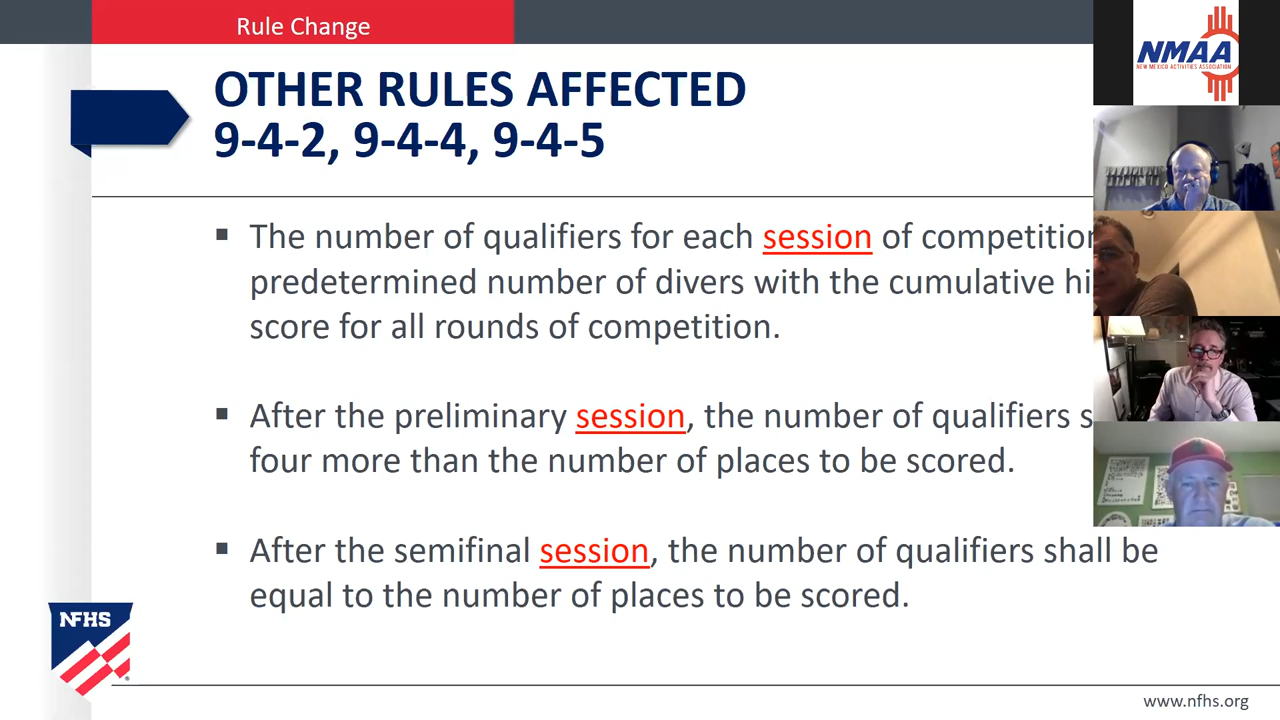 Rule Change
OTHER RULES AFFECTED
9-4-2, 9-4-4, 9-4-5
▪ The number of qualifiers for each session of competition
predetermined number of divers with the cumulative
score for all rounds of competition.
▪ After the preliminary session, the number of qualifiers
four more than the number of places to be scored.
▪ After the semifinal session, the number of qualifiers shall be
equal to the number of places to be scored.
NFHS
www.nfhs.org
NMAA
NEW MEXICO ACTIVITIES ASSOCIATION